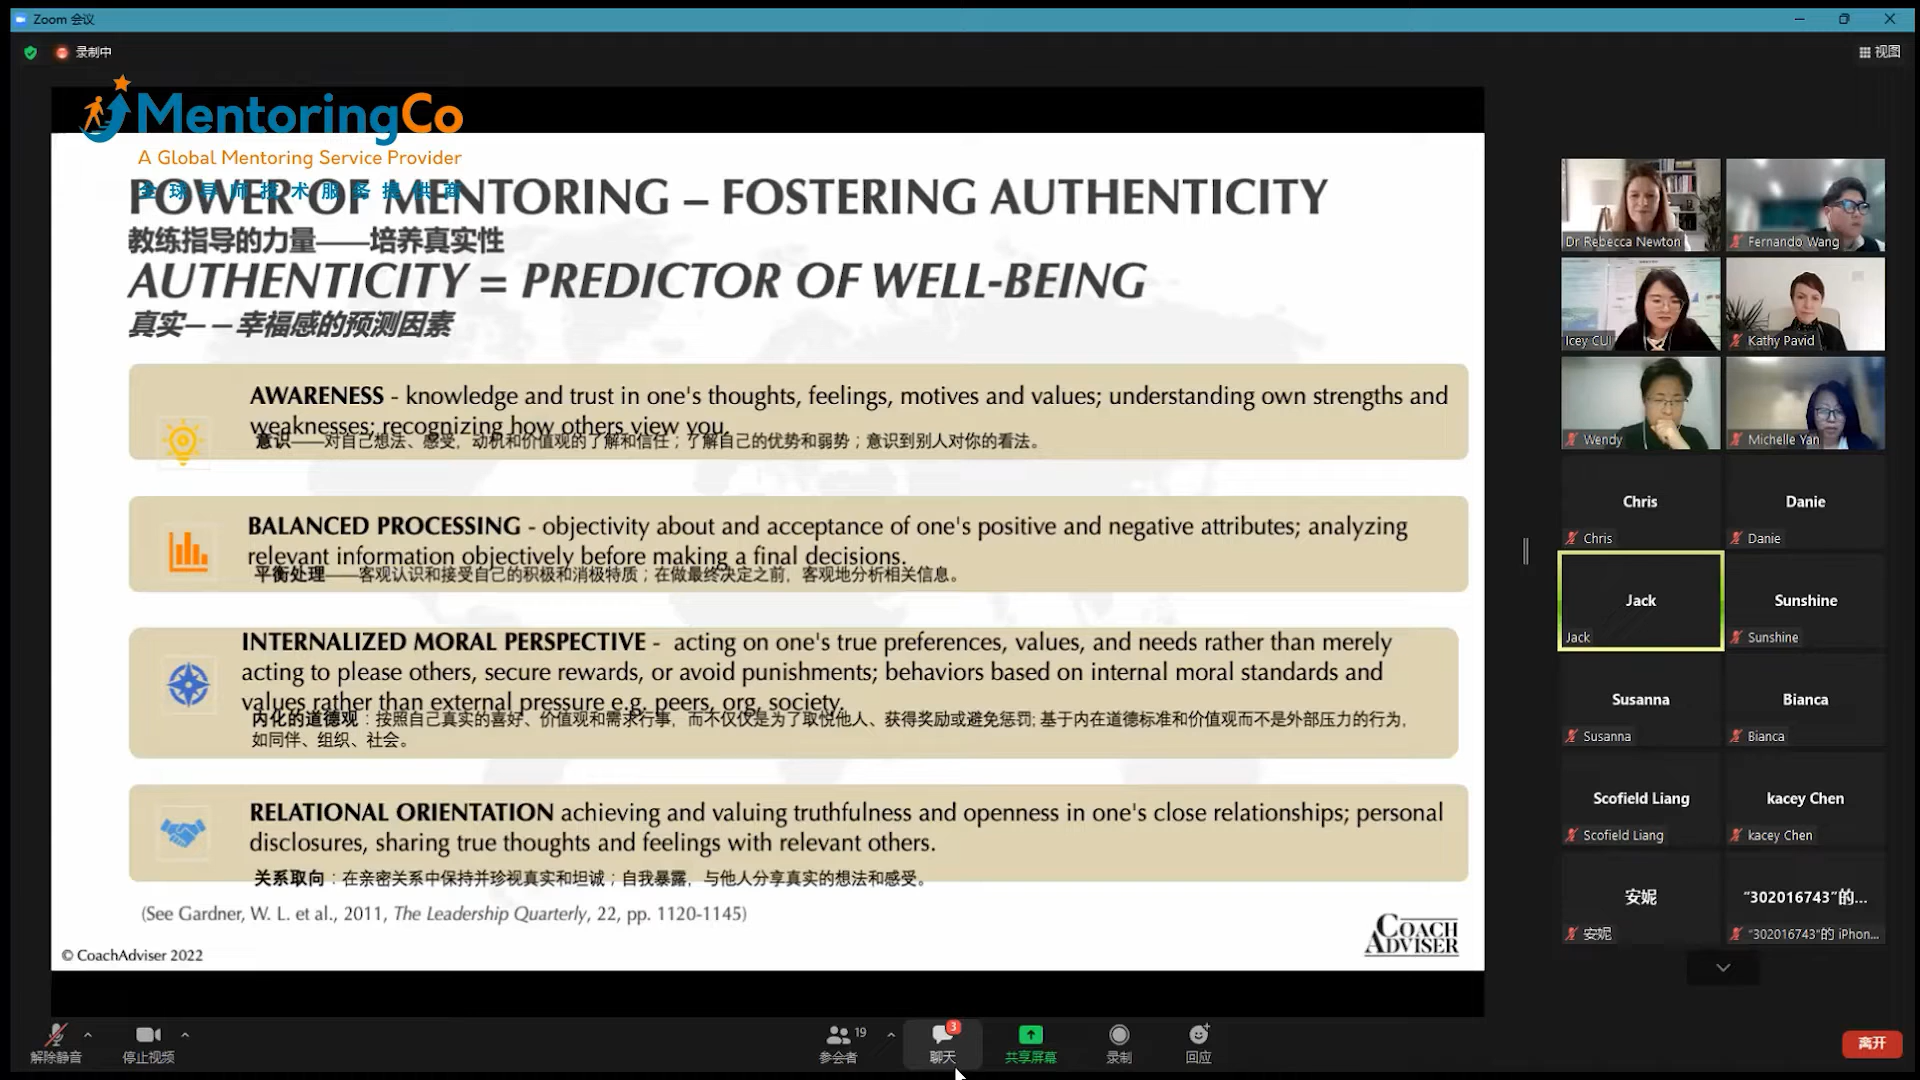 Zoom 会议
录制中
视图
MentoringCo
A Global Mentoring Service Provider
全球导师技术服务提供商
POWER OF MENTORING – FOSTERING AUTHENTICITY
教练指导的力量——培养真实性
AUTHENTICITY = PREDICTOR OF WELL-BEING
真实——幸福感的预测因素
AWARENESS - knowledge and trust in one's thoughts, feelings, motives and values; understanding own strengths and
weaknesses; recognizing how others view you.
意识——对自己想法、感受，动机和价值观的了解和信任；了解自己的优势和弱势；意识到别人对你的看法。
BALANCED PROCESSING - objectivity about and acceptance of one's positive and negative attributes; analyzing
relevant information objectively before making a final decisions.
平衡处理——客观认识和接受自己的积极和消极特质；在做最终决定之前，客观地分析相关信息。
INTERNALIZED MORAL PERSPECTIVE - acting on one's true preferences, values, and needs rather than merely
acting to please others, secure rewards, or avoid punishments; behaviors based on internal moral standards and
values rather than external pressure e.g. peers, org, society.
内化的道德观：按照自己真实的喜好、价值观和需求行事，而不仅仅是为了取悦他人、获得奖励或避免惩罚; 基于内在道德标准和价值观而不是外部压力的行为，
如同伴、组织、社会。
RELATIONAL ORIENTATION achieving and valuing truthfulness and openness in one's close relationships; personal
disclosures, sharing true thoughts and feelings with relevant others.
关系取向：在亲密关系中保持并珍视真实和坦诚；自我暴露，与他人分享真实的想法和感受。
(See Gardner, W. L. et al., 2011, The Leadership Quarterly, 22, pp. 1120-1145)
© CoachAdviser 2022
COACH
ADVISER
Dr Rebecca Newton
Fernando Wang
Icey CUI
Kathy Pavid
Wendy
Michelle Yan
Chris
Danie
Chris
Danie
Jack
Sunshine
Jack
Sunshine
Susanna
Bianca
Susanna
Bianca
Scofield Liang
kacey Chen
Scofield Liang
kacey Chen
安妮
“302016743”的...
安妮
“302016743”的 iPhon...
解除静音
停止视频
19
参会者
3
聊天
共享屏幕
录制
回应
离开